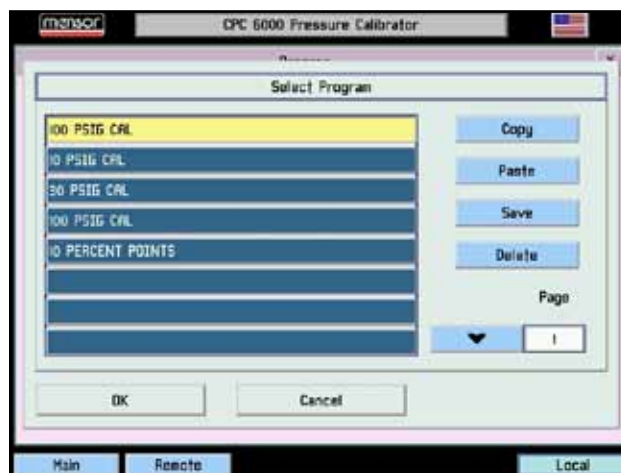 mensor CPC 6000 Pressure Calibrator
Select Program
100 PSIG CAL
10 PSIG CAL
30 PSIG CAL
100 PSIG CAL
10 PERCENT POINTS
Copy
Paste
Save
Delete
Page
1
OK Cancel
Main Remote Local